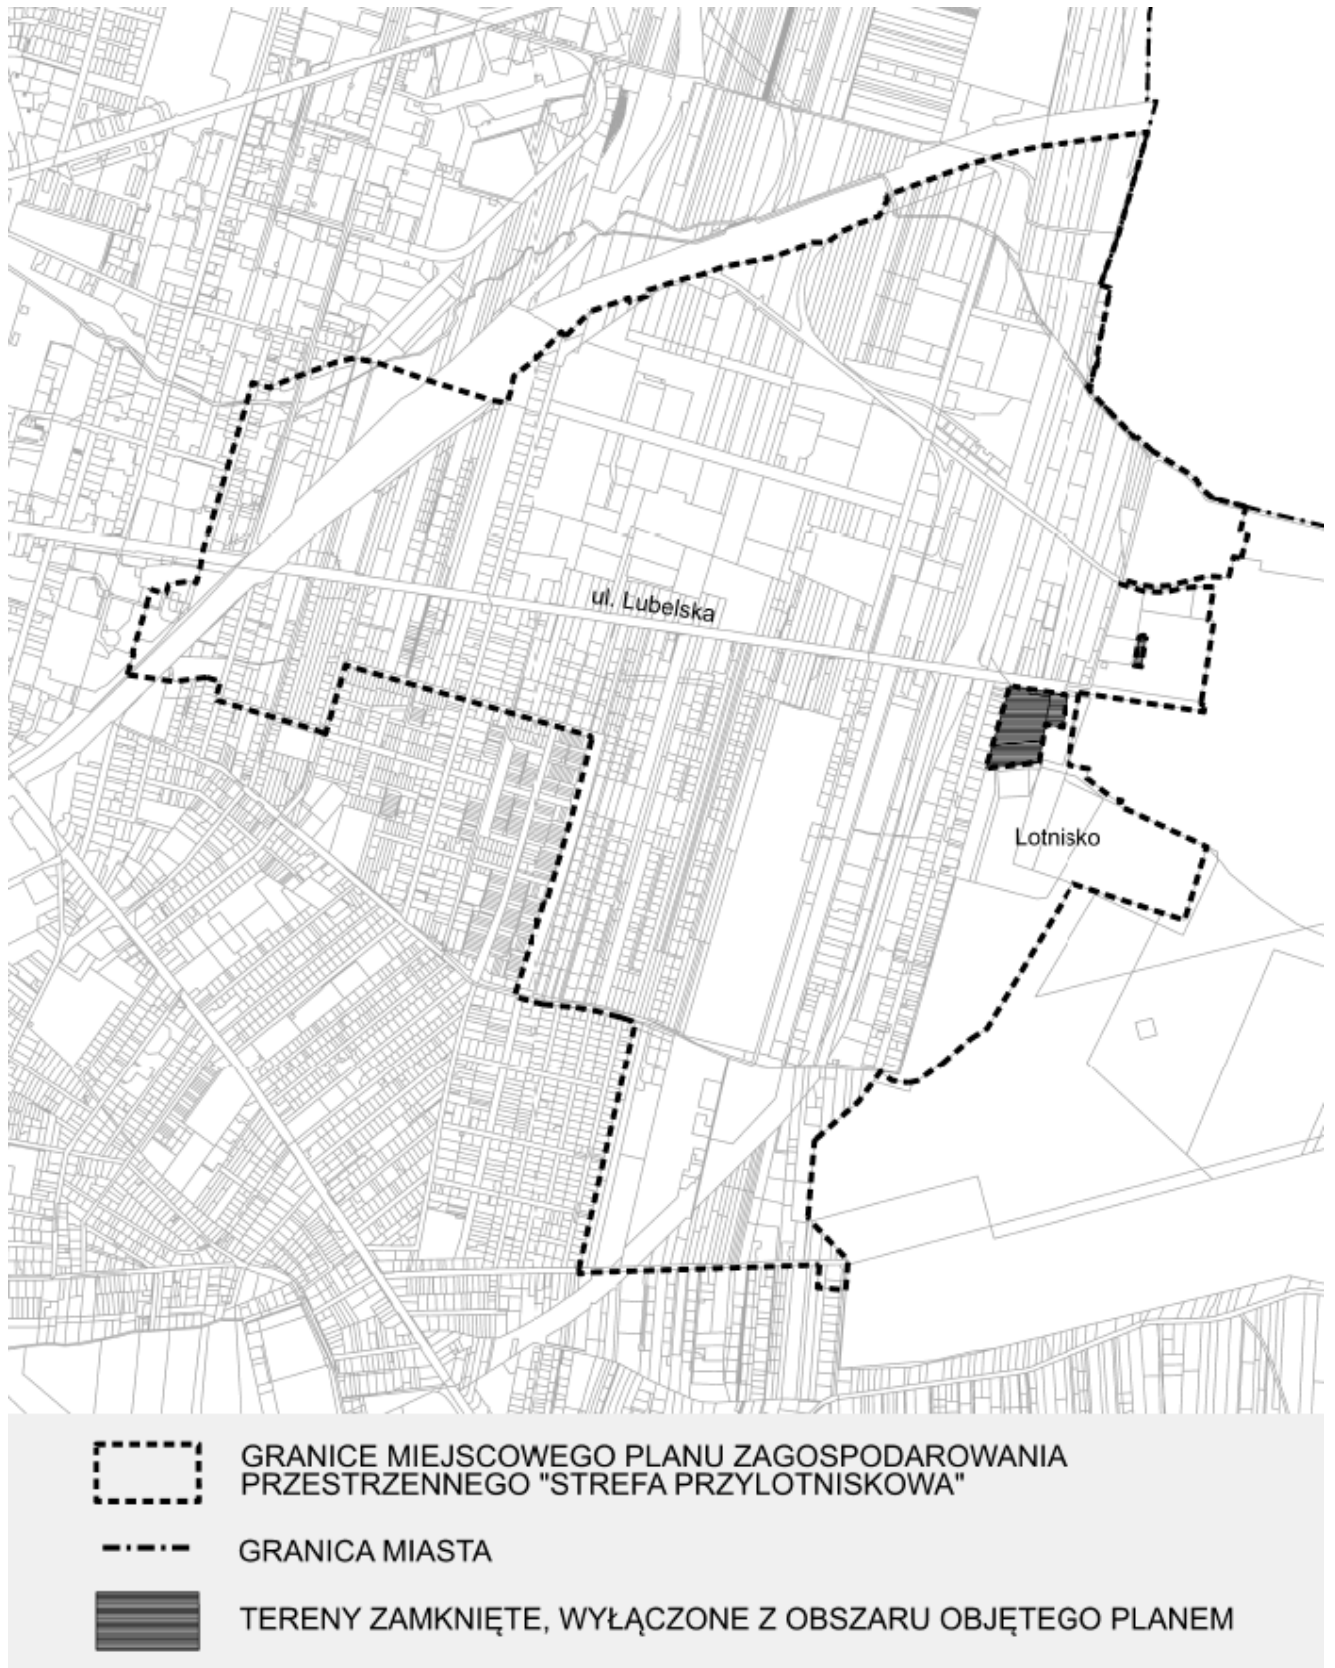 ul. Lubelska
Lotnisko
GRANICE MIEJSCOWEGO PLANU ZAGOSPODAROWANIA
PRZESTRZENNEGO "STREFA PRZYLOTNISKOWA"
GRANICA MIASTA
TERENY ZAMKNIĘTE, WYŁĄCZONE Z OBSZARU OBJĘTEGO PLANEM